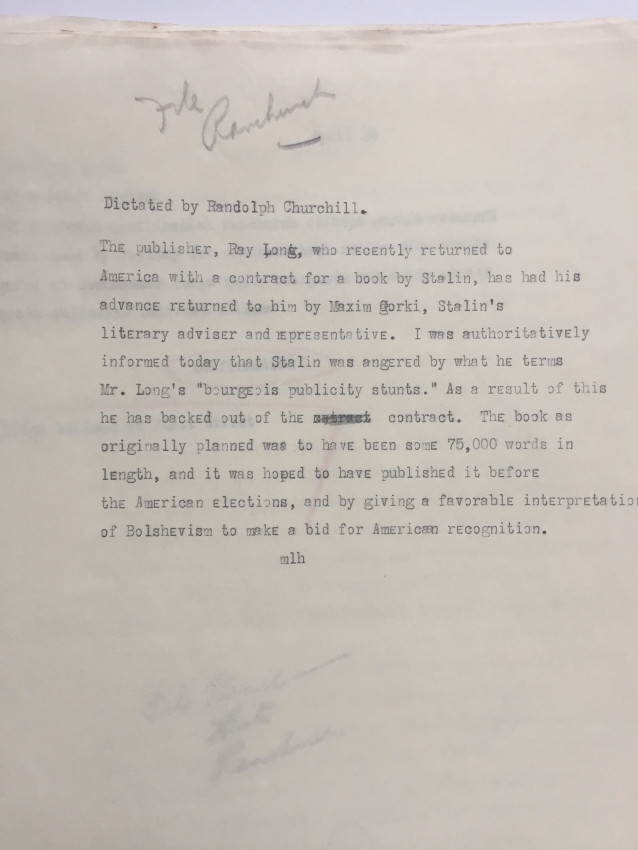 File
Ranchurch
Dictated by Randolph Churchill.
The publisher, Ray Long, who recently returned to
America with a contract for a book by Stalin, has had his
advance returned to him by Maxim Gorki, Stalin's
literary adviser and representative. I was authoritatively
informed today that Stalin was angered by what he terms
Mr. Long's "bourgeois publicity stunts." As a result of this
he has backed out of the contract. The book as
originally planned was to have been some 75,000 words in
length, and it was hoped to have published it before
the American elections, and by giving a favorable interpretation
of Bolshevism to make a bid for American recognition.
mlh